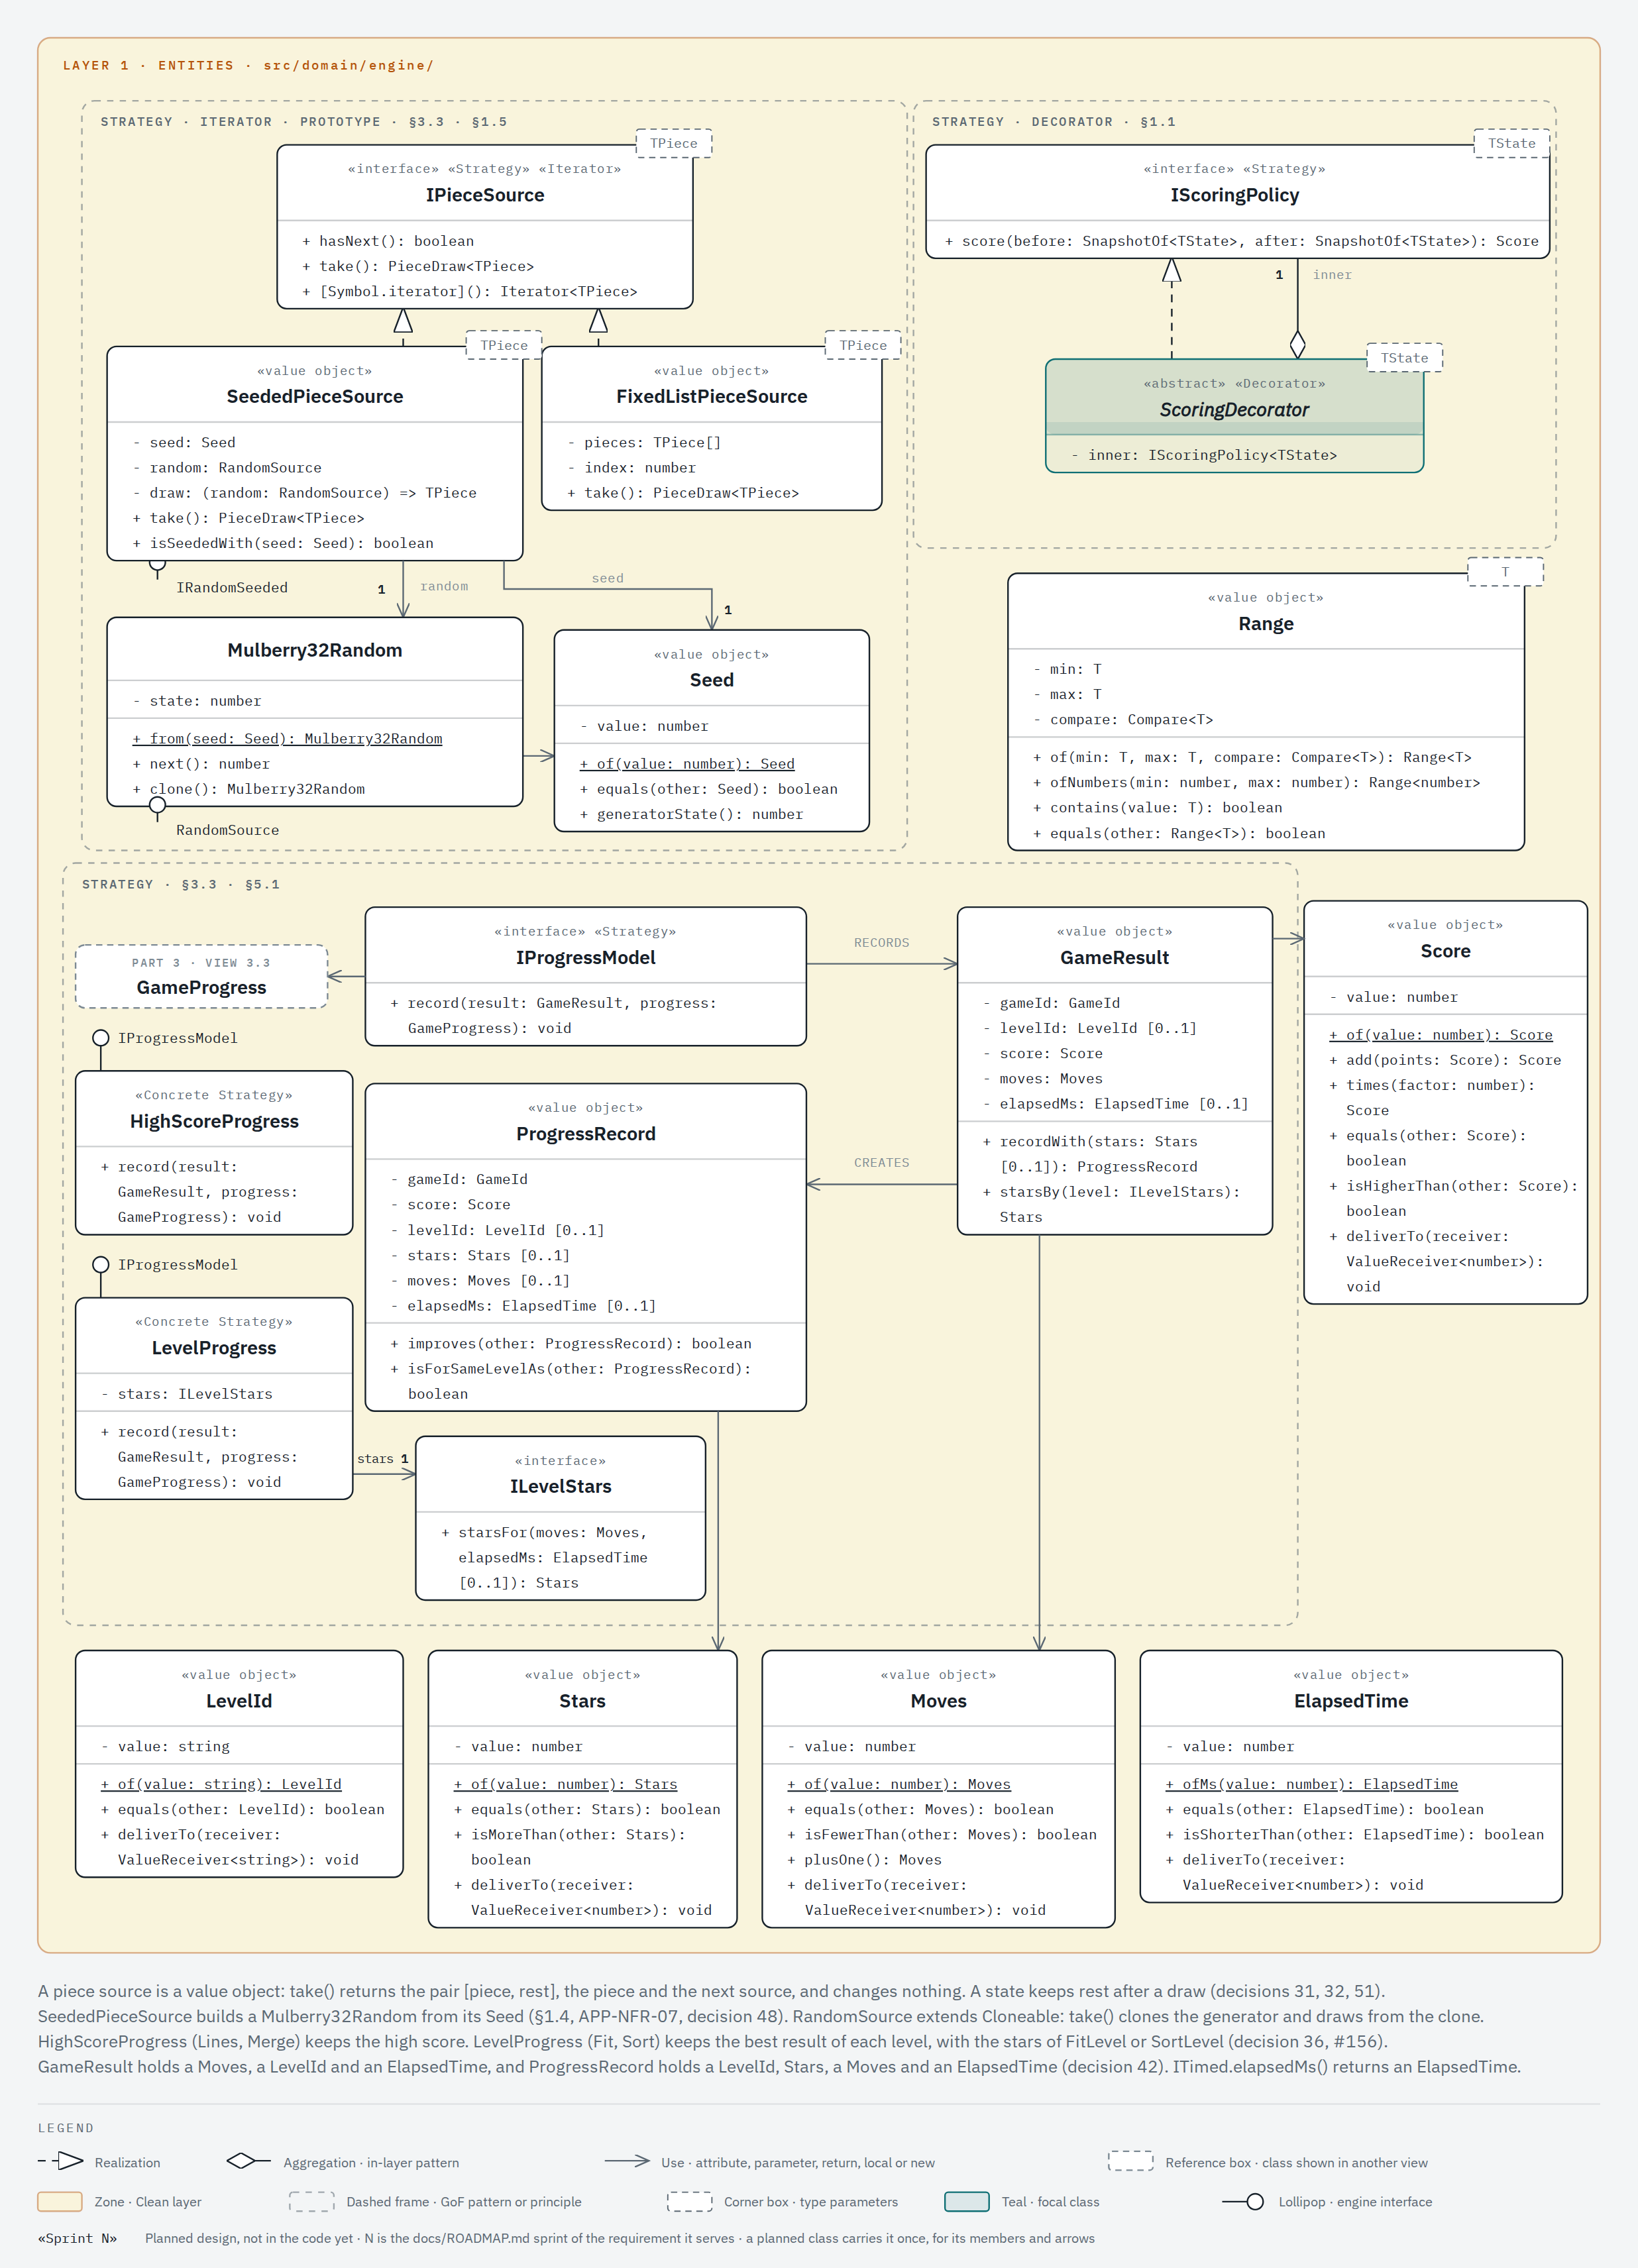 LAYER 1 · ENTITIES · src/domain/engine/
STRATEGY · ITERATOR · PROTOTYPE · §3.3 · §1.5
TPiece
«interface» «Strategy» «Iterator»
IPieceSource
+ hasNext(): boolean
+ take(): PieceDraw<TPiece>
+ [Symbol.iterator](): Iterator<TPiece>
STRATEGY · DECORATOR · §1.1
TState
«interface» «Strategy»
IScoringPolicy
+ score(before: SnapshotOf<TState>, after: SnapshotOf<TState>): Score
1 inner
TState
«abstract» «Decorator»
ScoringDecorator
- inner: IScoringPolicy<TState>
TPiece
«value object»
SeededPieceSource
- seed: Seed
- random: RandomSource
- draw: (random: RandomSource) => TPiece
+ take(): PieceDraw<TPiece>
+ isSeededWith(seed: Seed): boolean
TPiece
«value object»
FixedListPieceSource
- pieces: TPiece[]
- index: number
+ take(): PieceDraw<TPiece>
IRandomSeeded
1 random
seed
1
Mulberry32Random
- state: number
+ from(seed: Seed): Mulberry32Random
+ next(): number
+ clone(): Mulberry32Random
RandomSource
«value object»
Seed
- value: number
+ of(value: number): Seed
+ equals(other: Seed): boolean
+ generatorState(): number
T
«value object»
Range
- min: T
- max: T
- compare: Compare<T>
+ of(min: T, max: T, compare: Compare<T>): Range<T>
+ ofNumbers(min: number, max: number): Range<number>
+ contains(value: T): boolean
+ equals(other: Range<T>): boolean
STRATEGY · §3.3 · §5.1
PART 3 · VIEW 3.3
GameProgress
«interface» «Strategy»
IProgressModel
+ record(result: GameResult, progress:
GameProgress): void
RECORDS
«value object»
GameResult
- gameId: GameId
- levelId: LevelId [0..1]
- score: Score
- moves: Moves
- elapsedMs: ElapsedTime [0..1]
+ recordWith(stars: Stars
[0..1]): ProgressRecord
+ starsBy(level: ILevelStars):
Stars
«value object»
Score
- value: number
+ of(value: number): Score
+ add(points: Score): Score
+ times(factor: number):
Score
+ equals(other: Score):
boolean
+ isHigherThan(other: Score):
boolean
+ deliverTo(receiver:
ValueReceiver<number>):
void
IProgressModel
«Concrete Strategy»
HighScoreProgress
+ record(result:
GameResult, progress:
GameProgress): void
«value object»
ProgressRecord
- gameId: GameId
- score: Score
- levelId: LevelId [0..1]
- stars: Stars [0..1]
- moves: Moves [0..1]
- elapsedMs: ElapsedTime [0..1]
+ improves(other: ProgressRecord): boolean
+ isForSameLevelAs(other: ProgressRecord):
boolean
CREATES
IProgressModel
«Concrete Strategy»
LevelProgress
- stars: ILevelStars
+ record(result:
GameResult, progress:
GameProgress): void
stars 1
«interface»
ILevelStars
+ starsFor(moves: Moves,
elapsedMs: ElapsedTime
[0..1]): Stars
«value object»
LevelId
- value: string
+ of(value: string): LevelId
+ equals(other: LevelId): boolean
+ deliverTo(receiver:
ValueReceiver<string>): void
«value object»
Stars
- value: number
+ of(value: number): Stars
+ equals(other: Stars): boolean
+ isMoreThan(other: Stars):
boolean
+ deliverTo(receiver:
ValueReceiver<number>): void
«value object»
Moves
- value: number
+ of(value: number): Moves
+ equals(other: Moves): boolean
+ isFewerThan(other: Moves): boolean
+ plusOne(): Moves
+ deliverTo(receiver:
ValueReceiver<number>): void
«value object»
ElapsedTime
- value: number
+ ofMs(value: number): ElapsedTime
+ equals(other: ElapsedTime): boolean
+ isShorterThan(other: ElapsedTime): boolean
+ deliverTo(receiver:
ValueReceiver<number>): void
A piece source is a value object: take() returns the pair [piece, rest], the piece and the next source, and changes nothing. A state keeps rest after a draw (decisions 31, 32, 51).
SeededPieceSource builds a Mulberry32Random from its Seed (§1.4, APP-NFR-07, decision 48). RandomSource extends Cloneable: take() clones the generator and draws from the clone.
HighScoreProgress (Lines, Merge) keeps the high score. LevelProgress (Fit, Sort) keeps the best result of each level, with the stars of FitLevel or SortLevel (decision 36, #156).
GameResult holds a Moves, a LevelId and an ElapsedTime, and ProgressRecord holds a LevelId, Stars, a Moves and an ElapsedTime (decision 42). ITimed.elapsedMs() returns an ElapsedTime.
LEGEND
Realization
Aggregation · in-layer pattern
Use · attribute, parameter, return, local or new
Reference box · class shown in another view
Zone · Clean layer
Dashed frame · GoF pattern or principle
Corner box · type parameters
Teal · focal class
Lollipop · engine interface
«Sprint N» Planned design, not in the code yet · N is the docs/ROADMAP.md sprint of the requirement it serves · a planned class carries it once, for its members and arrows